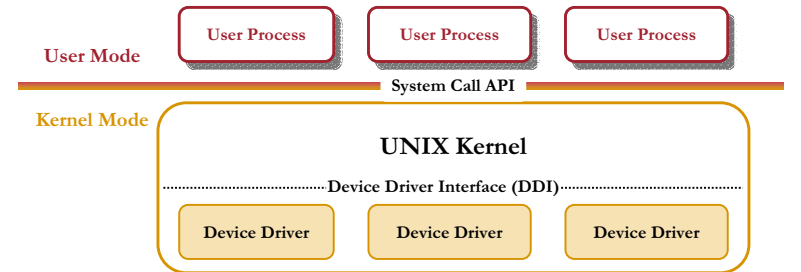 User Process User Process User Process
User Mode
System Call API
Kernel Mode
UNIX Kernel
Device Driver Interface (DDI)
Device Driver Device Driver Device Driver